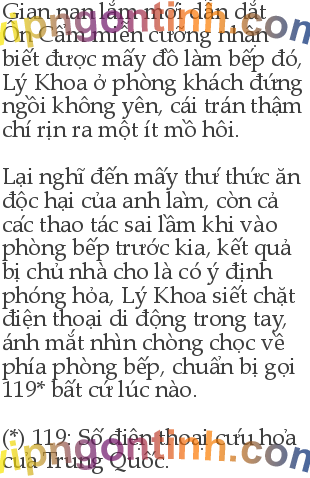 Gian nan lắm mới dẫn dắt
Ôn Cẩn miễn cưỡng nhận
biết được mấy đồ làm bếp đó,
Lý Khoa ở phòng khách đứng
ngồi không yên, cái trán thậm
chí rịn ra một ít mồ hôi.

Lại nghĩ đến mấy thư thức ăn
độc hại của anh làm, còn cả
các thao tác sai lầm khi vào
phòng bếp trước kia, kết quả
bị chủ nhà cho là có ý định
phóng hỏa, Lý Khoa siết chặt
điện thoại di động trong tay,
ánh mắt nhìn chòng chọc về
phía phòng bếp, chuẩn bị gọi
119* bất cứ lúc nào.

(*) 119: Số điện thoại cứu hỏa
của Trung Quốc.
vipngontinh.com
vipngontinh.com